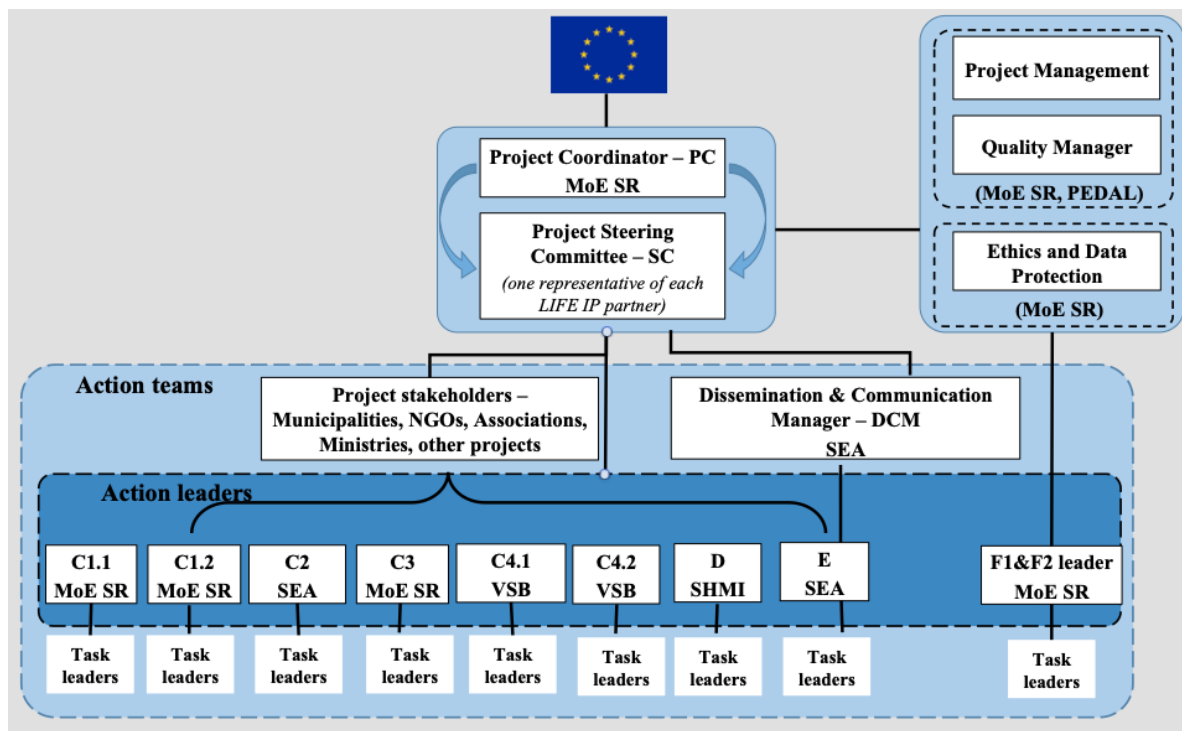 Project Management
Quality Manager
(MoE SR, PEDAL)
Ethics and Data
Protection
(MoE SR)
Project Coordinator – PC
MoE SR
Project Steering
Committee – SC
(one representative of each
LIFE IP partner)
Action teams
Project stakeholders –
Municipalities, NGOs, Associations,
Ministries, other projects
Dissemination & Communication
Manager – DCM
SEA
Action leaders
C1.1
MoE SR
C1.2
MoE SR
C2
SEA
C3
MoE SR
C4.1
VSB
C4.2
VSB
D
SHMI
E
SEA
F1&F2 leader
MoE SR
Task
leaders
Task
leaders
Task
leaders
Task
leaders
Task
leaders
Task
leaders
Task
leaders
Task
leaders
Task
leaders